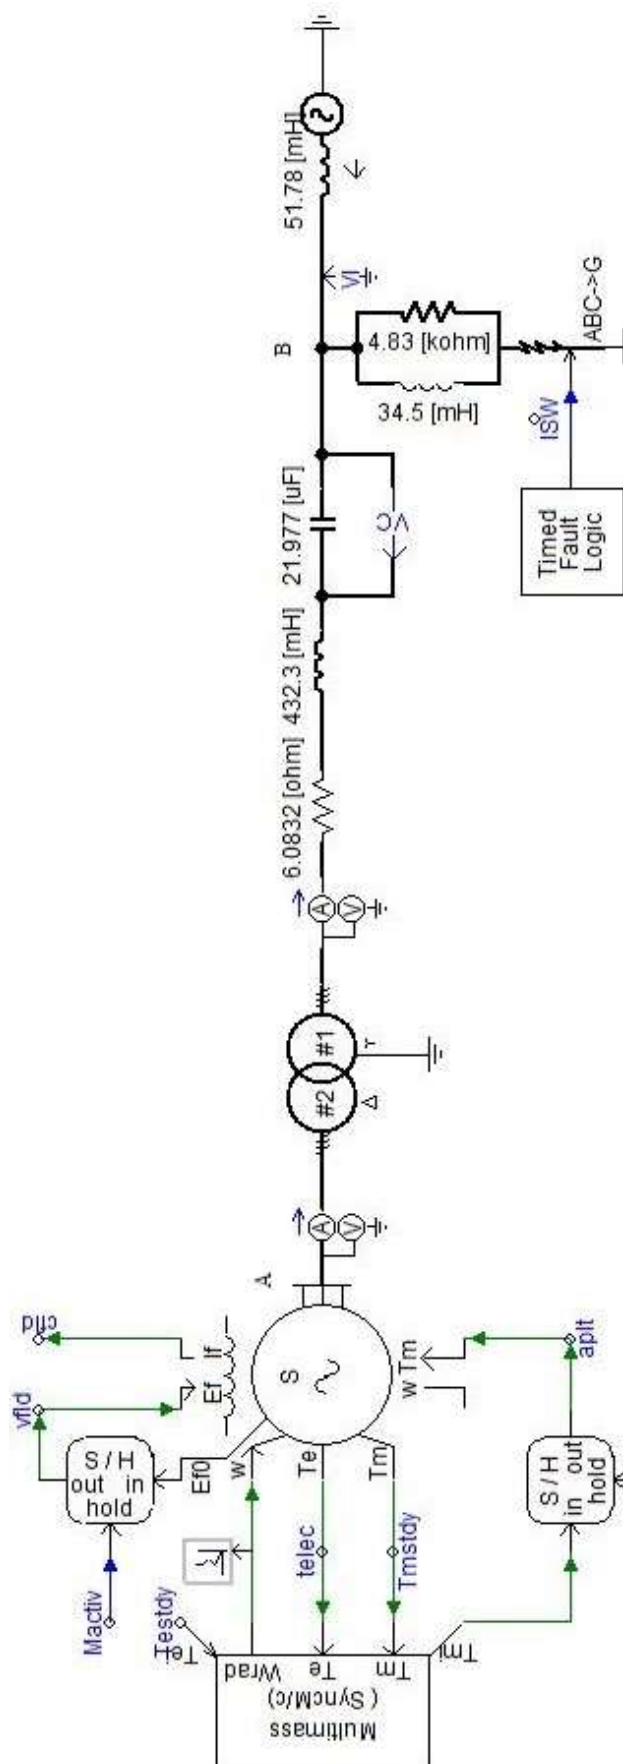 51.78 [mH]
VI
B
4.83 [kohm]
34.5 [mH]
ABC->G
ISW
Timed
Fault
Logic
21.977 [uF]
VC
432.3 [mH]
6.0832 [ohm]
A
V
#1
#2
Y
Δ
A
V
A
cfld
vfld
If
Ef
S
w Tm
aplt
S / H
out in
hold
Ef0
w
Te
Tm
S / H
in out
hold
Mactiv
telec
Tmstdy
Testdy
Wrad
Te
Tm
Tmi
Multimass
(SyncM/c)